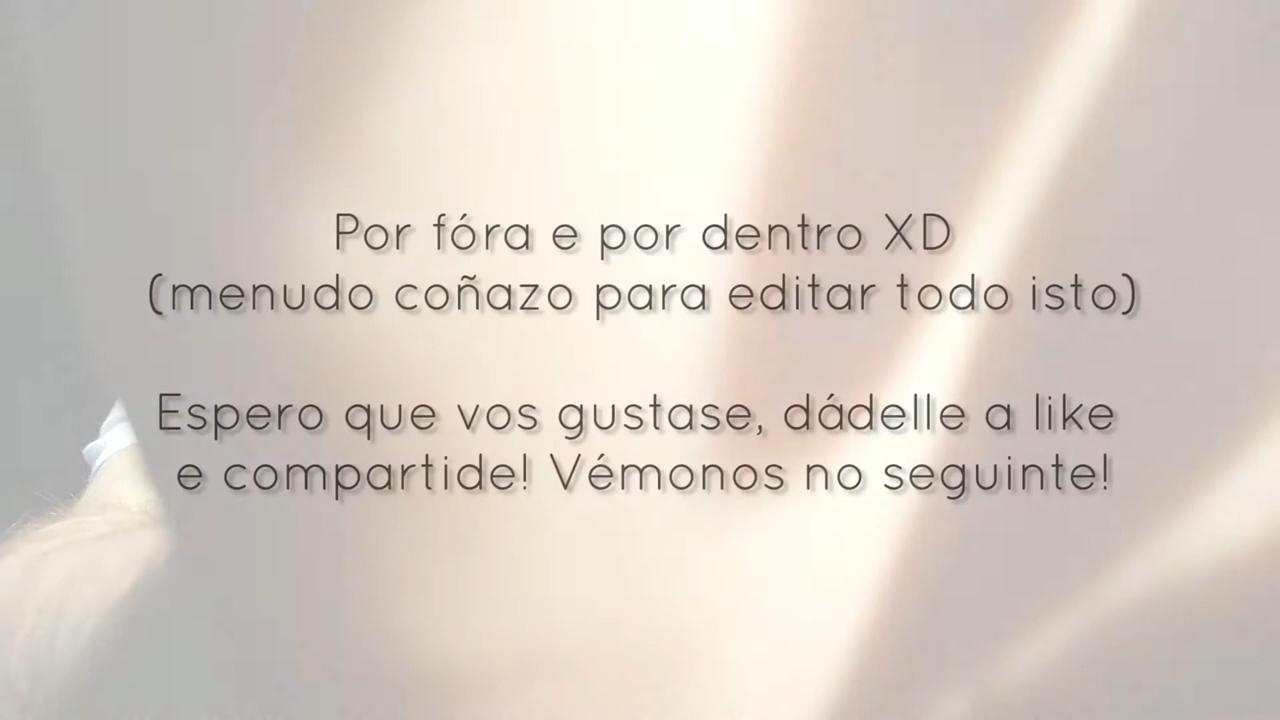 Por fóra e por dentro XD
(menudo coñazo para editar todo isto)
Espero que vos gustase, dádelle a like
e compartide! Vémonos no seguinte!